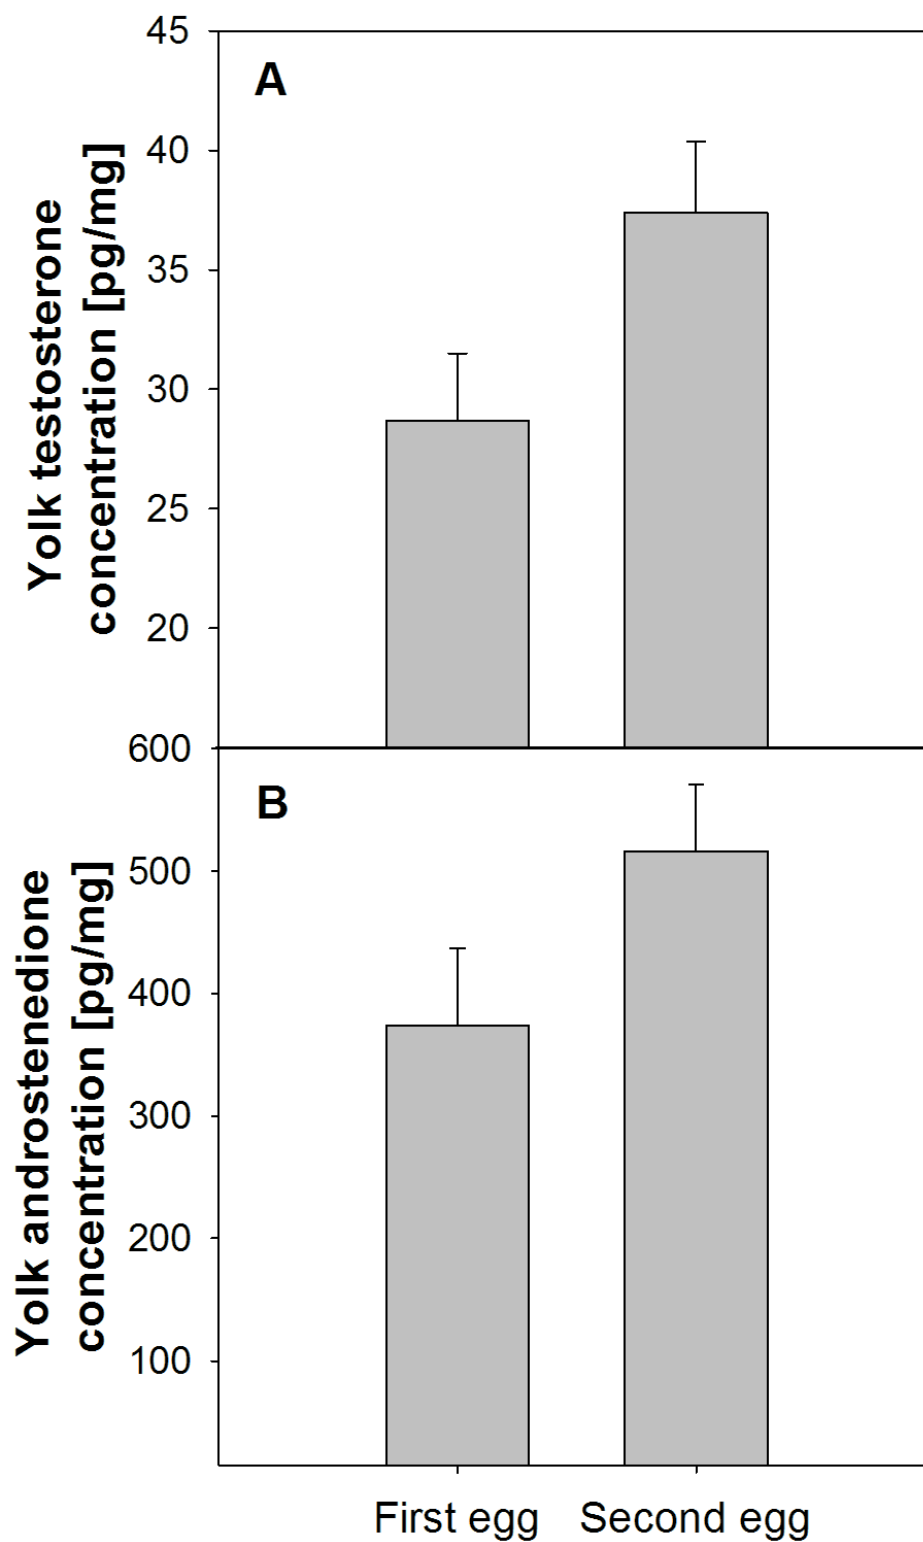 Yolk testosterone
concentration [pg/mg]
A
45
40
35
30
25
20
Yolk androstenedione
concentration [pg/mg]
B
600
500
400
300
200
100
First egg Second egg